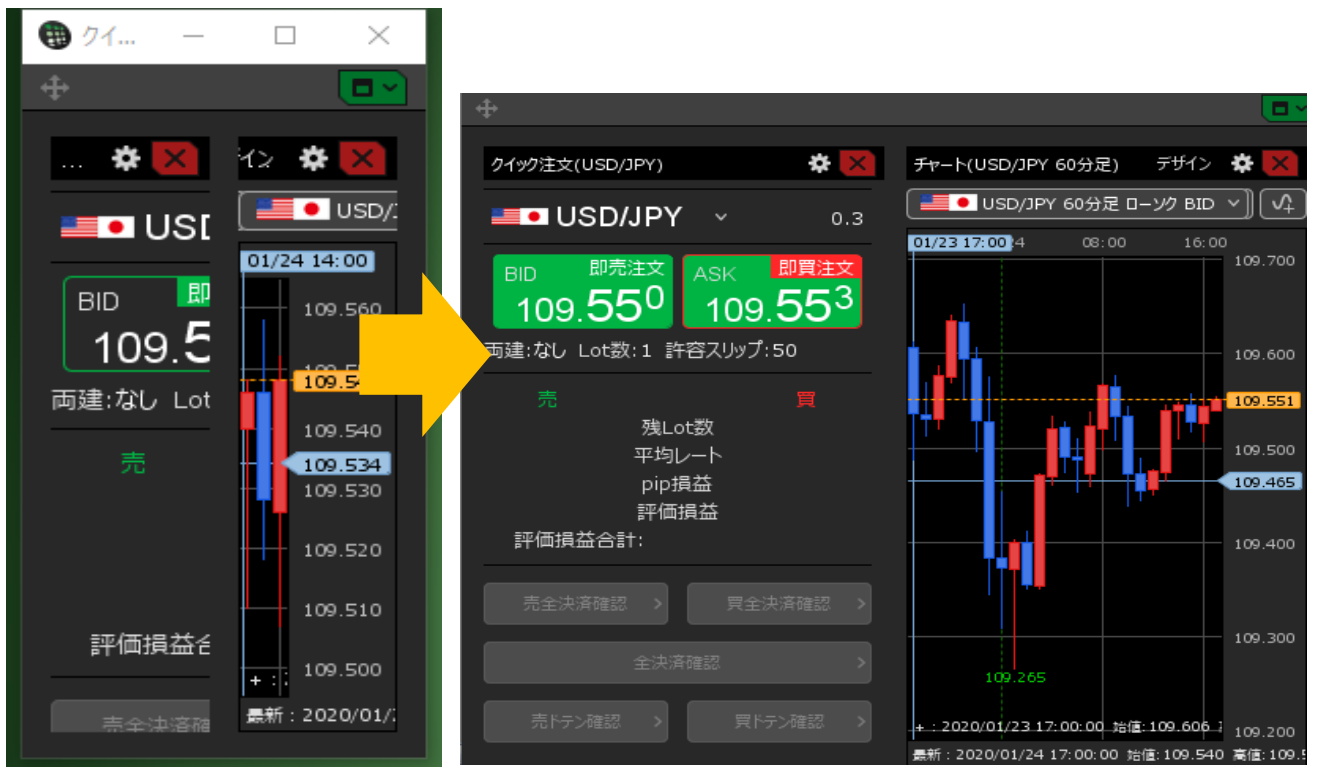 クイ...
... 
イン
USD
USD/J
01/24 14:00
BID 即
109.5
両建:なし Lot
売
評価損益合
売全決済確
109.560
109.54
109.540
109.534
109.530
109.520
109.510
109.500
+ :
最新 : 2020/01/
クイック注文(USD/JPY)
USD/JPY 0.3
BID 即売注文 ASK 即買注文
109.550 109.553
両建:なし Lot数:1 許容スリップ:50
売 買
残Lot数
平均レート
pip損益
評価損益
評価損益合計:
売全決済確認 > 買全決済確認 >
全決済確認 >
売ドテン確認 > 買ドテン確認 >
チャート(USD/JPY 60分足) デザイン
USD/JPY 60分足 ローソク BID
01/23 17:00 08:00 16:00
109.700
109.600
109.551
109.500
109.465
109.400
109.300
109.265
109.200
+ : 2020/01/23 17:00:00 始値:109.606
最新 : 2020/01/24 17:00:00 始値:109.540 高値:109.5